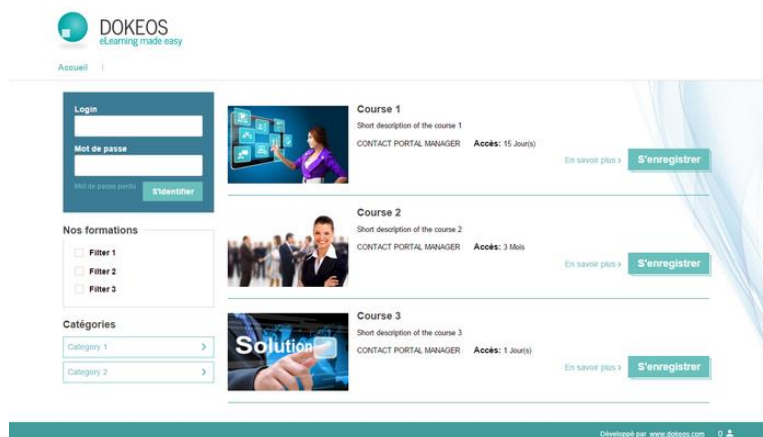 DOKEOS
eLearning made easy
Accueil
Login
Mot de passe
Mot de passe perdu
S'identifier
Nos formations
Filter 1
Filter 2
Filter 3
Catégories
Category 1
Category 2
Course 1
Short description of the course 1
CONTACT PORTAL MANAGER Accès: 15 Jour(s)
En savoir plus > S'enregistrer
Course 2
Short description of the course 2
CONTACT PORTAL MANAGER Accès: 3 Mois
En savoir plus > S'enregistrer
Solution
Course 3
Short description of the course 3
CONTACT PORTAL MANAGER Accès: 1 Jour(s)
En savoir plus > S'enregistrer
Développé par www.dokeos.com 0